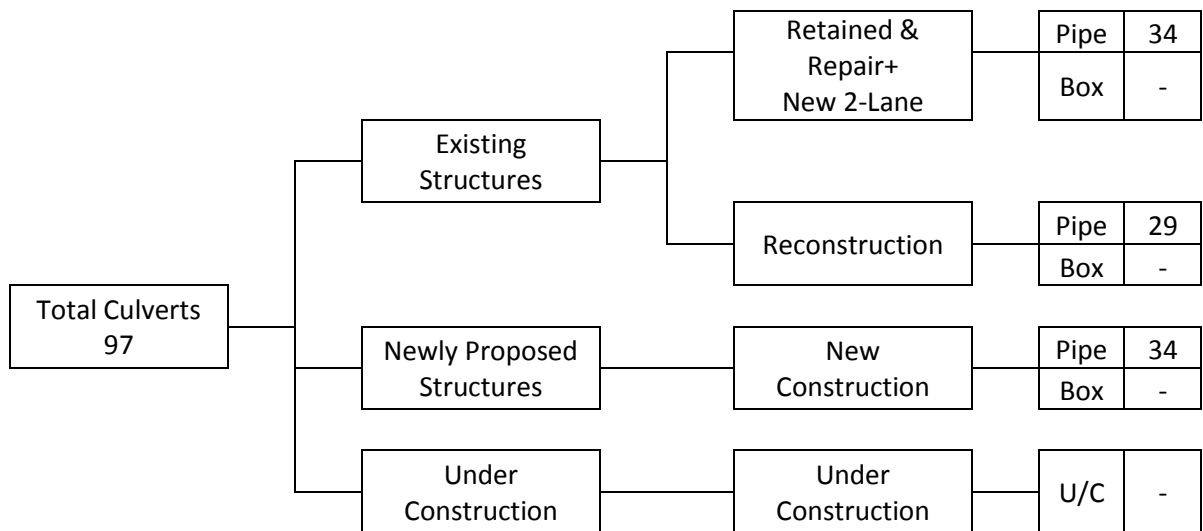 Total Culverts
97
Existing
Structures
Retained &
Repair+
New 2-Lane
Pipe 34
Box -
Reconstruction
Pipe 29
Box -
Newly Proposed
Structures
New
Construction
Pipe 34
Box -
Under
Construction
Under
Construction
U/C -